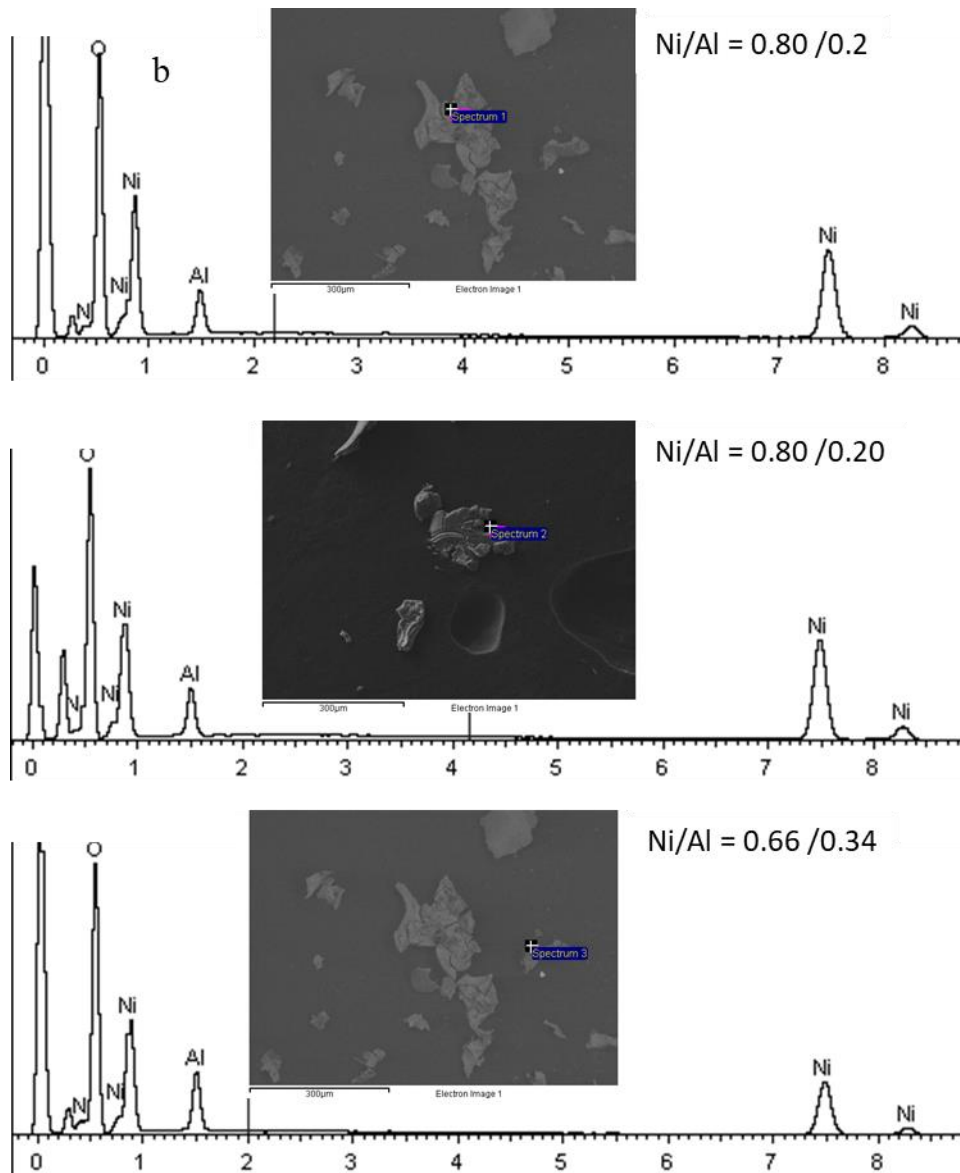 b
Ni/Al = 0.80 /0.2
O
Ni
Ni
N
Al
Ni
Ni
Spectrum 1
300µm
Electron Image 1
0 1 2 3 4 5 6 7 8
Ni/Al = 0.80 /0.20
O
Ni
Ni
N
Al
Ni
Ni
Spectrum 2
300µm
Electron Image 1
0 1 2 3 4 5 6 7 8
Ni/Al = 0.66 /0.34
O
Ni
Ni
N
Al
Ni
Ni
Spectrum 3
300µm
Electron Image 1
0 1 2 3 4 5 6 7 8